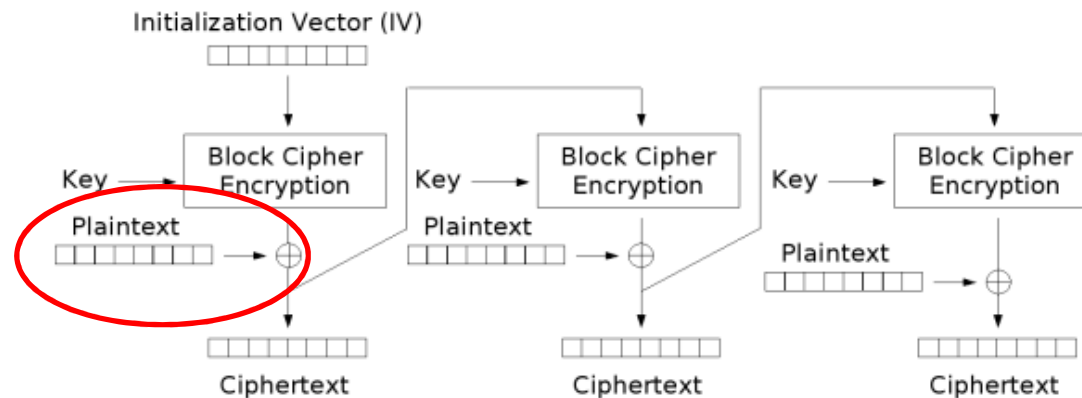 Initialization Vector (IV)
Block Cipher
Encryption
Key
Plaintext
Ciphertext
Block Cipher
Encryption
Key
Plaintext
Ciphertext
Block Cipher
Encryption
Key
Plaintext
Ciphertext